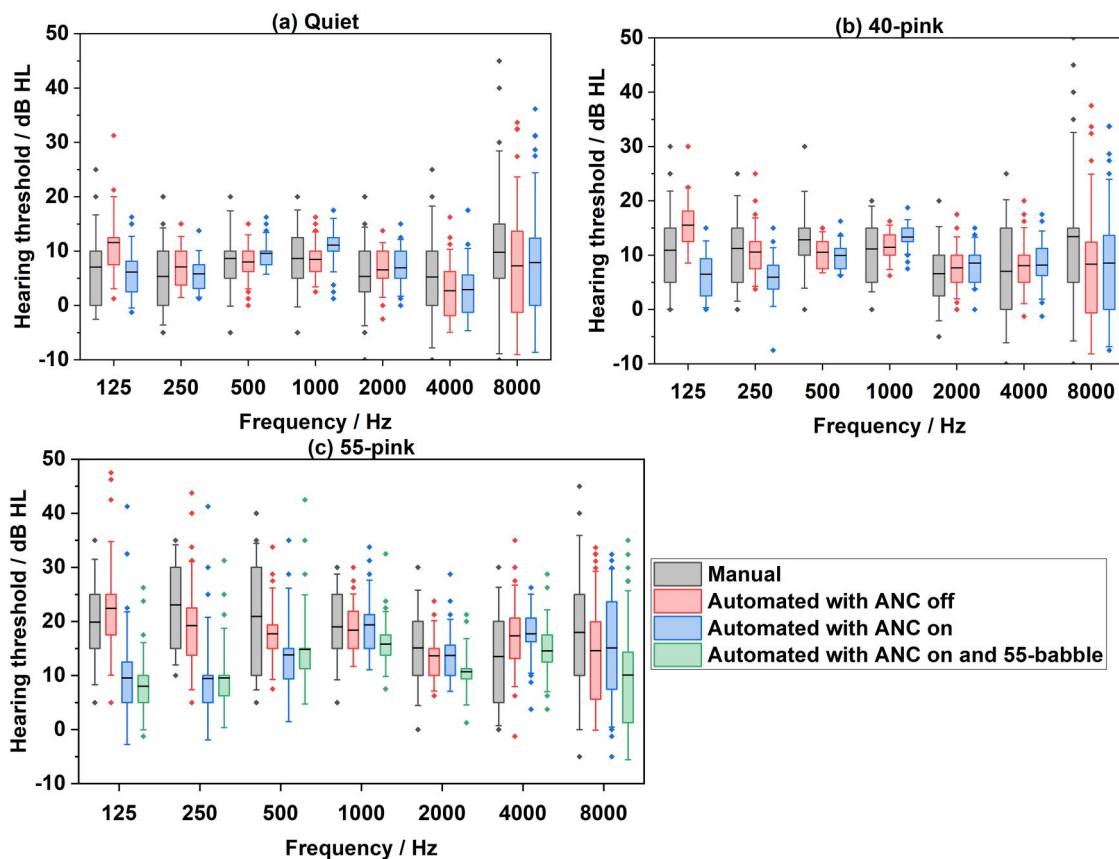 (a) Quiet
Hearing threshold / dB HL
50
40
30
20
10
0
-10
125 250 500 1000 2000 4000 8000
Frequency / Hz
(b) 40-pink
Hearing threshold / dB HL
50
40
30
20
10
0
-10
125 250 500 1000 2000 4000 8000
Frequency / Hz
(c) 55-pink
Hearing threshold / dB HL
50
40
30
20
10
0
-10
125 250 500 1000 2000 4000 8000
Frequency / Hz
Manual
Automated with ANC off
Automated with ANC on
Automated with ANC on and 55-babble